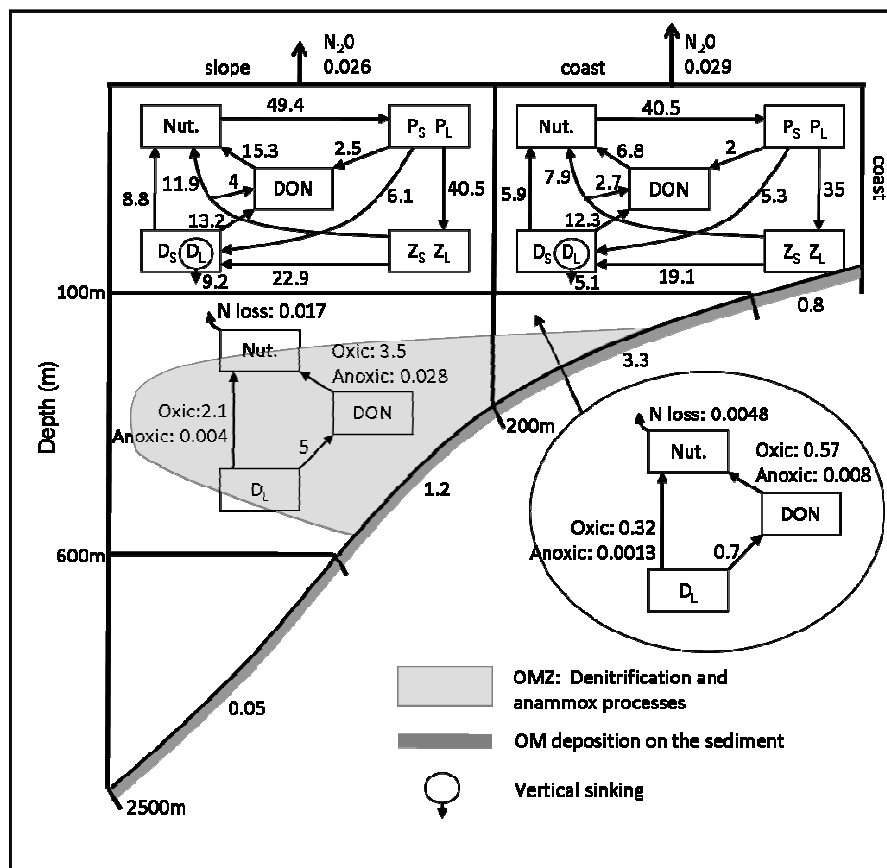 N₂O
0.026
slope
N₂O
0.029
coast
Nut.
49.4
P_S P_L
15.3
2.5
DON
8.8
11.9
4
6.1
40.5
13.2
D_S D_L
Z_S Z_L
9.2
22.9
Nut.
40.5
P_S P_L
6.8
2
DON
5.9
7.9
2.7
5.3
35
12.3
D_S D_L
Z_S Z_L
5.1
19.1
coast
100m
0.8
N loss: 0.017
Nut.
Oxic: 3.5
Anoxic: 0.028
Oxic:2.1
Anoxic: 0.004
DON
5
D_L
3.3
200m
1.2
N loss: 0.0048
Nut.
Oxic: 0.57
Anoxic: 0.008
Oxic: 0.32
Anoxic: 0.0013
DON
0.7
D_L
Depth (m)
600m
0.05
2500m
OMZ: Denitrification and
anammox processes
OM deposition on the sediment
Vertical sinking